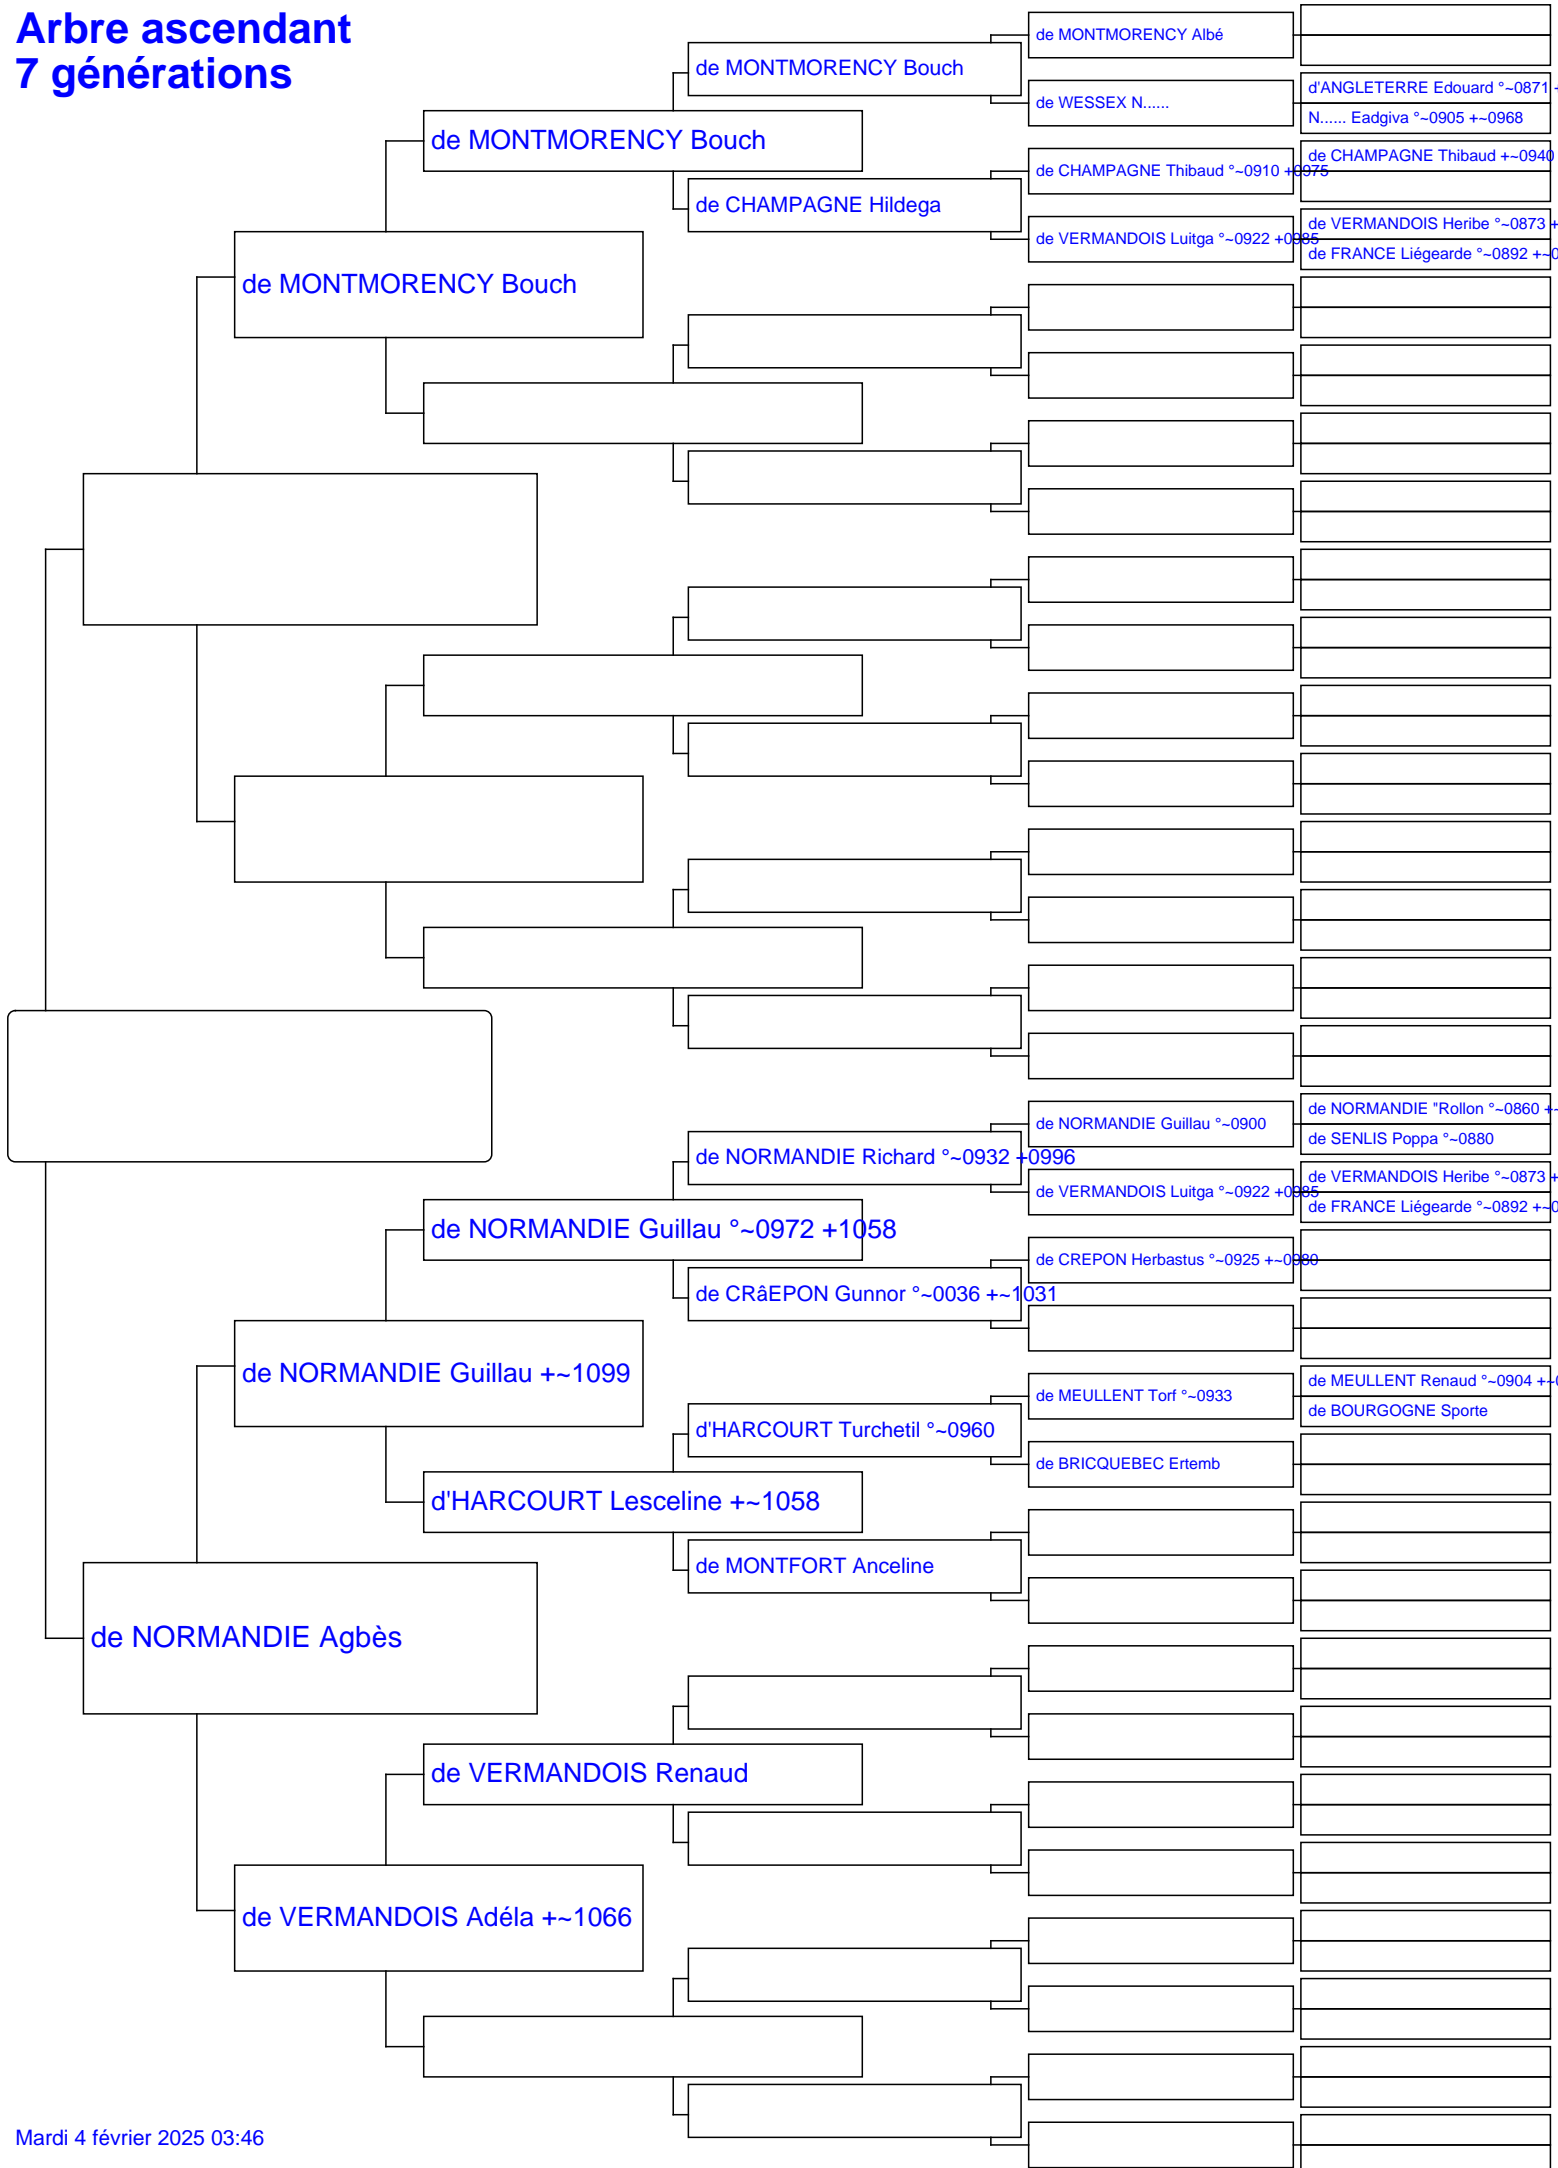 Arbre ascendant
7 générations
de MONTMORENCY Albé
de MONTMORENCY Bouch
de WESSEX N......
d'ANGLETERRE Edouard °~0871 +
N...... Eadgiva °~0905 +~0968
de MONTMORENCY Bouch
de CHAMPAGNE Thibaud °~0910 +0975
de CHAMPAGNE Thibaud +~0940
de CHAMPAGNE Hildega
de VERMANDOIS Luitga °~0922 +0985
de VERMANDOIS Heribe °~0873 +
de FRANCE Liégearde °~0892 +~0
de MONTMORENCY Bouch
de NORMANDIE Guillau °~0900
de NORMANDIE "Rollon °~0860 +~
de SENLIS Poppa °~0880
de NORMANDIE Richard °~0932 +0996
de VERMANDOIS Luitga °~0922 +0985
de VERMANDOIS Heribe °~0873 +
de FRANCE Liégearde °~0892 +~0
de NORMANDIE Guillau °~0972 +1058
de CREPON Herbastus °~0925 +~0980
de CRâEPON Gunnor °~0036 +~1031
de NORMANDIE Guillau +~1099
de MEULLENT Torf °~0933
de MEULLENT Renaud °~0904 +~0
de BOURGOGNE Sporte
d'HARCOURT Turchetil °~0960
de BRICQUEBEC Ertemb
d'HARCOURT Lesceline +~1058
de MONTFORT Anceline
de NORMANDIE Agbès
de VERMANDOIS Renaud
de VERMANDOIS Adéla +~1066
Mardi 4 février 2025 03:46